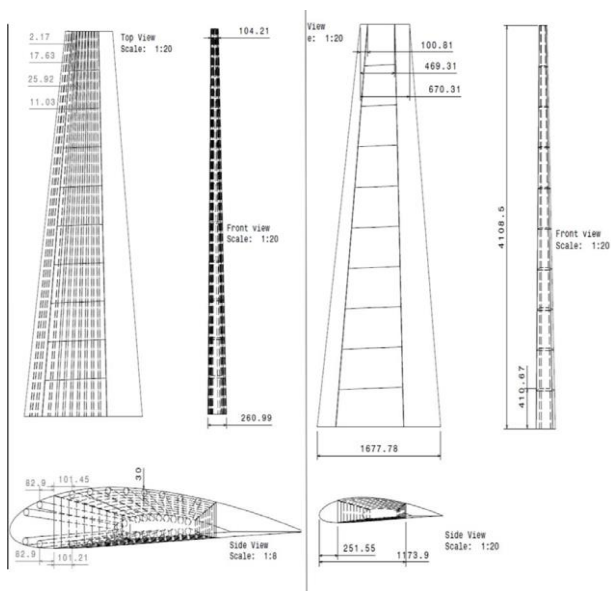 2.17
17.63
25.92
11.03
Top View
Scale: 1:20
104.21
Front view
Scale: 1:20
260.99
82.9
101.45
30
82.9
101.21
Side View
Scale: 1:8
View
e: 1:20
100.81
469.31
670.31
4108.5
Front view
Scale: 1:20
410.67
1677.78
251.55
1173.9
Side View
Scale: 1:20